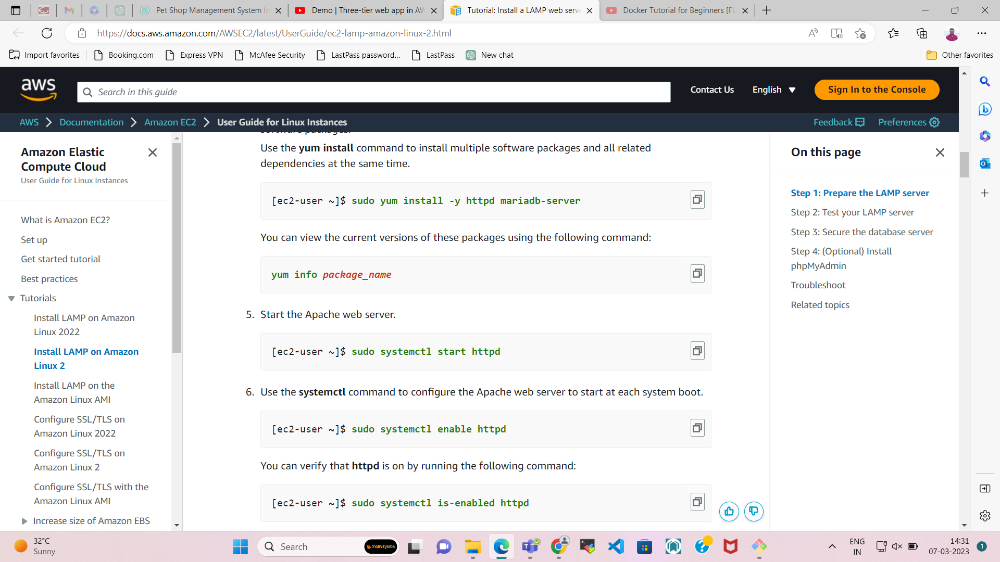 Pet Shop Management System In
Demo | Three-tier web app in AW
Tutorial: Install a LAMP web serve
Docker Tutorial for Beginners [FU
https://docs.aws.amazon.com/AWSEC2/latest/UserGuide/ec2-lamp-amazon-linux-2.html
Import favorites
Booking.com
Express VPN
McAfee Security
LastPass password...
LastPass
New chat
Other favorites
aws
Search in this guide
Contact Us
English
Sign In to the Console
AWS
Documentation
Amazon EC2
User Guide for Linux Instances
Feedback
Preferences
Amazon Elastic
Compute Cloud
User Guide for Linux Instances
What is Amazon EC2?
Set up
Get started tutorial
Best practices
Tutorials
Install LAMP on Amazon
Linux 2022
Install LAMP on Amazon
Linux 2
Install LAMP on the
Amazon Linux AMI
Configure SSL/TLS on
Amazon Linux 2022
Configure SSL/TLS on
Amazon Linux 2
Configure SSL/TLS with the
Amazon Linux AMI
Increase size of Amazon EBS
software packages.
Use the yum install command to install multiple software packages and all related
dependencies at the same time.
[ec2-user ~]$ sudo yum install -y httpd mariadb-server
You can view the current versions of these packages using the following command:
yum info package_name
5. Start the Apache web server.
[ec2-user ~]$ sudo systemctl start httpd
6. Use the systemctl command to configure the Apache web server to start at each system boot.
[ec2-user ~]$ sudo systemctl enable httpd
You can verify that httpd is on by running the following command:
[ec2-user ~]$ sudo systemctl is-enabled httpd
On this page
Step 1: Prepare the LAMP server
Step 2: Test your LAMP server
Step 3: Secure the database server
Step 4: (Optional) Install
phpMyAdmin
Troubleshoot
Related topics
32°C
Sunny
Search
motivitylabs
ENG
IN
14:31
07-03-2023
1